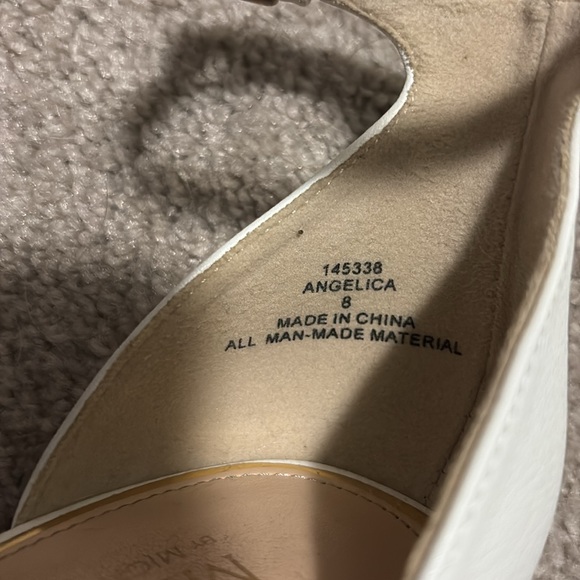 145338
ANGELICA
8
MADE IN CHINA
ALL MAN-MADE MATERIAL